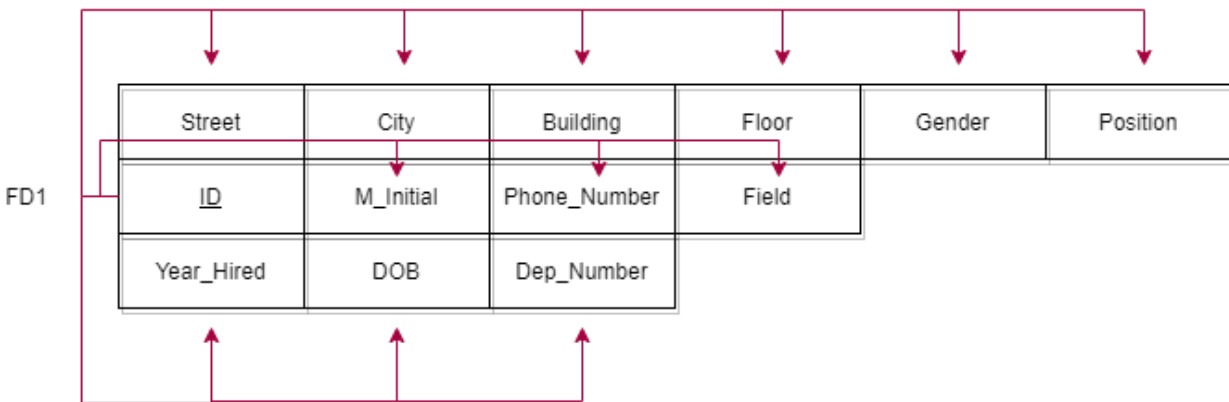 Street City Building Floor Gender Position
FD1 ID M_Initial Phone_Number Field
Year_Hired DOB Dep_Number